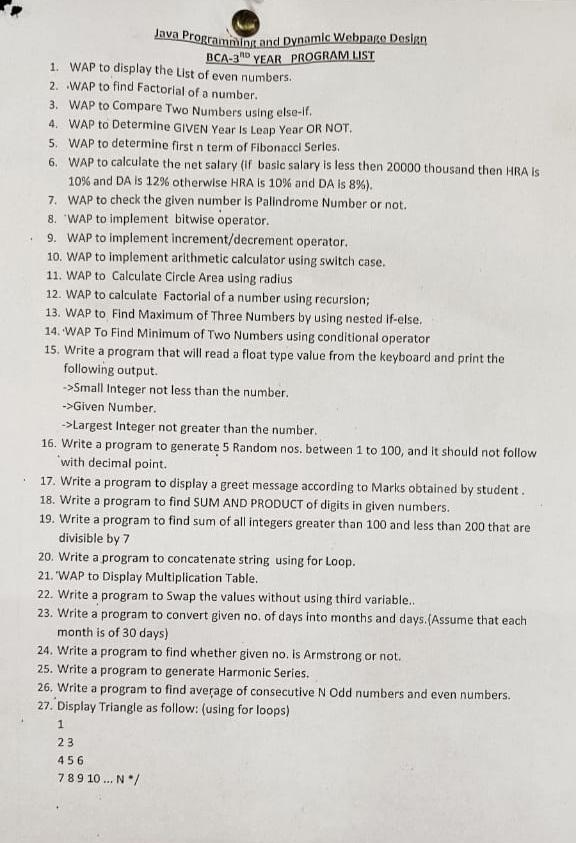 Java Programming and Dynamic Webpage Design
BCA-3RD YEAR PROGRAM LIST
1. WAP to display the List of even numbers.
2. WAP to find Factorial of a number.
3. WAP to Compare Two Numbers using else-if.
4. WAP to Determine GIVEN Year Is Leap Year OR NOT.
5. WAP to determine first n term of Fibonacci Series.
6. WAP to calculate the net salary (if basic salary is less then 20000 thousand then HRA is
10% and DA is 12% otherwise HRA is 10% and DA is 8%).
7. WAP to check the given number is Palindrome Number or not.
8. WAP to implement bitwise operator.
9. WAP to implement increment/decrement operator.
10. WAP to implement arithmetic calculator using switch case.
11. WAP to Calculate Circle Area using radius
12. WAP to calculate Factorial of a number using recursion;
13. WAP to Find Maximum of Three Numbers by using nested if-else.
14. WAP To Find Minimum of Two Numbers using conditional operator
15. Write a program that will read a float type value from the keyboard and print the
following output.
->Small Integer not less than the number.
->Given Number.
->Largest Integer not greater than the number.
16. Write a program to generate 5 Random nos. between 1 to 100, and it should not follow
with decimal point.
17. Write a program to display a greet message according to Marks obtained by student.
18. Write a program to find SUM AND PRODUCT of digits in given numbers.
19. Write a program to find sum of all integers greater than 100 and less than 200 that are
divisible by 7
20. Write a program to concatenate string using for Loop.
21. WAP to Display Multiplication Table.
22. Write a program to Swap the values without using third variable..
23. Write a program to convert given no. of days into months and days.(Assume that each
month is of 30 days)
24. Write a program to find whether given no. is Armstrong or not.
25. Write a program to generate Harmonic Series.
26. Write a program to find average of consecutive N Odd numbers and even numbers.
27. Display Triangle as follow: (using for loops)
1
2 3
4 5 6
7 8 9 10 ... N */